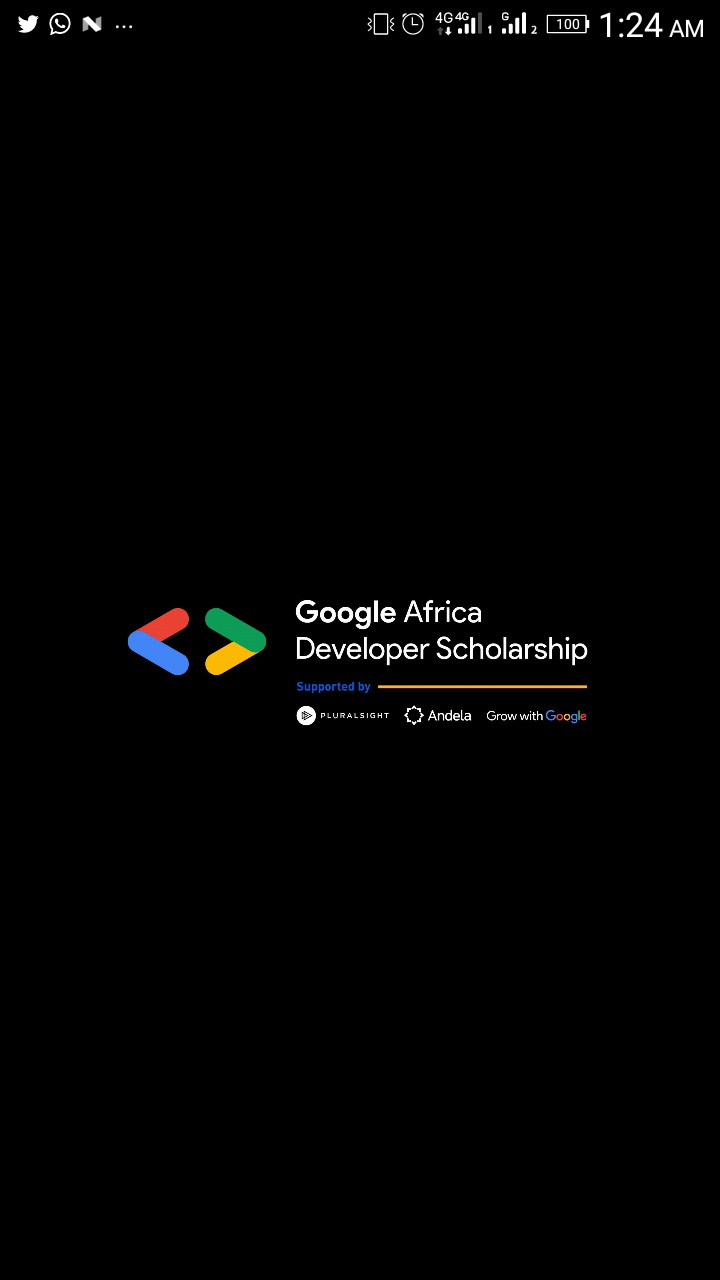 4G 4G 1 G 2 100 1:24 AM
Google Africa
Developer Scholarship
Supported by
PLURALSIGHT Andela Grow with Google